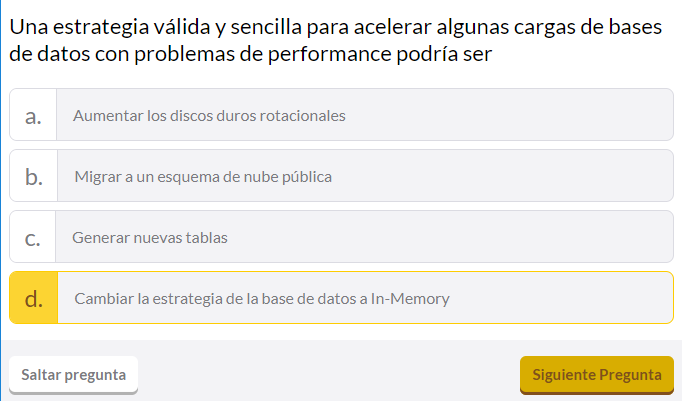 Una estrategia válida y sencilla para acelerar algunas cargas de bases
de datos con problemas de performance podría ser
a. Aumentar los discos duros rotacionales
b. Migrar a un esquema de nube pública
c. Generar nuevas tablas
d. Cambiar la estrategia de la base de datos a In-Memory
Saltar pregunta Siguiente Pregunta